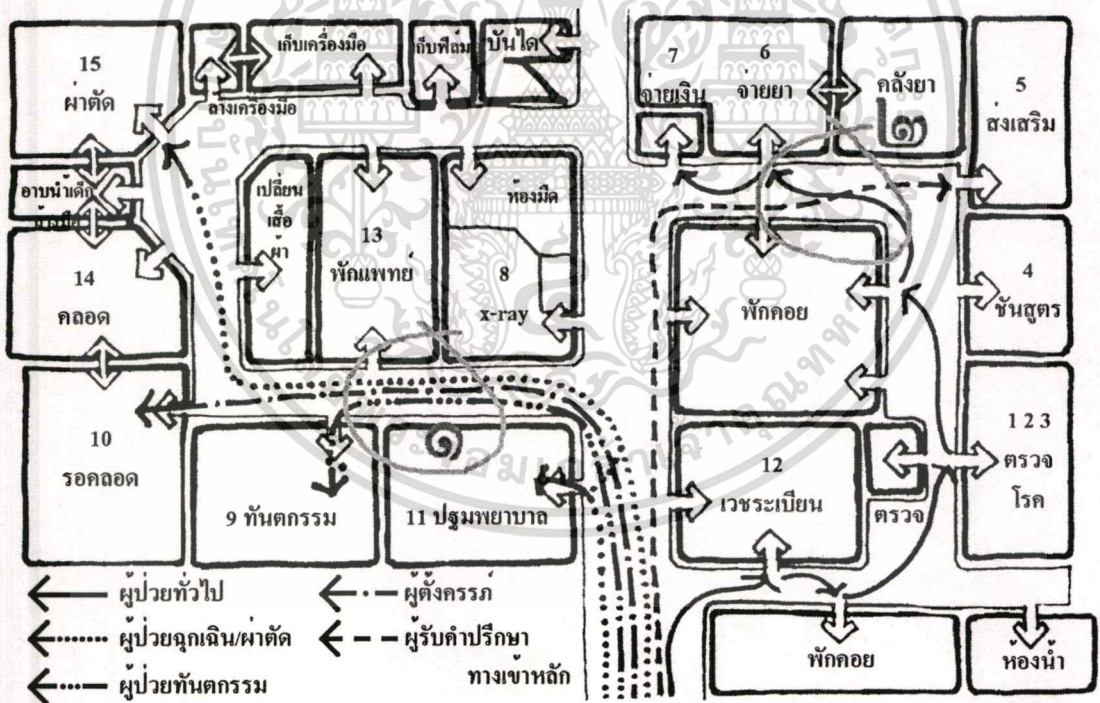 15
ผ่าตัด
เก็บเครื่องมือ
เก็บฟิล์ม
บันได
ล้างเครื่องมือ
7
จ่ายเงิน
6
จ่ายยา
คลังยา
๒
5
ส่งเสริม
อาบน้ำเด็ก
14
คลอด
เปลี่ยน
เสื้อ
ผ้า
13
พักแพทย์
ห้องมืด
8
x-ray
พักคอย
4
ชันสูตร
10
รอคลอด
๑
9 ทันตกรรม
11 ปฐมพยาบาล
12
เวชระเบียน
ตรวจ
1 2 3
ตรวจ
โรค
ผู้ป่วยทั่วไป
ผู้ตั้งครรภ์
ผู้ป่วยฉุกเฉิน/ผ่าตัด
ผู้รับคำปรึกษา
ผู้ป่วยทันตกรรม
ทางเข้าหลัก
พักคอย
ห้องน้ำ